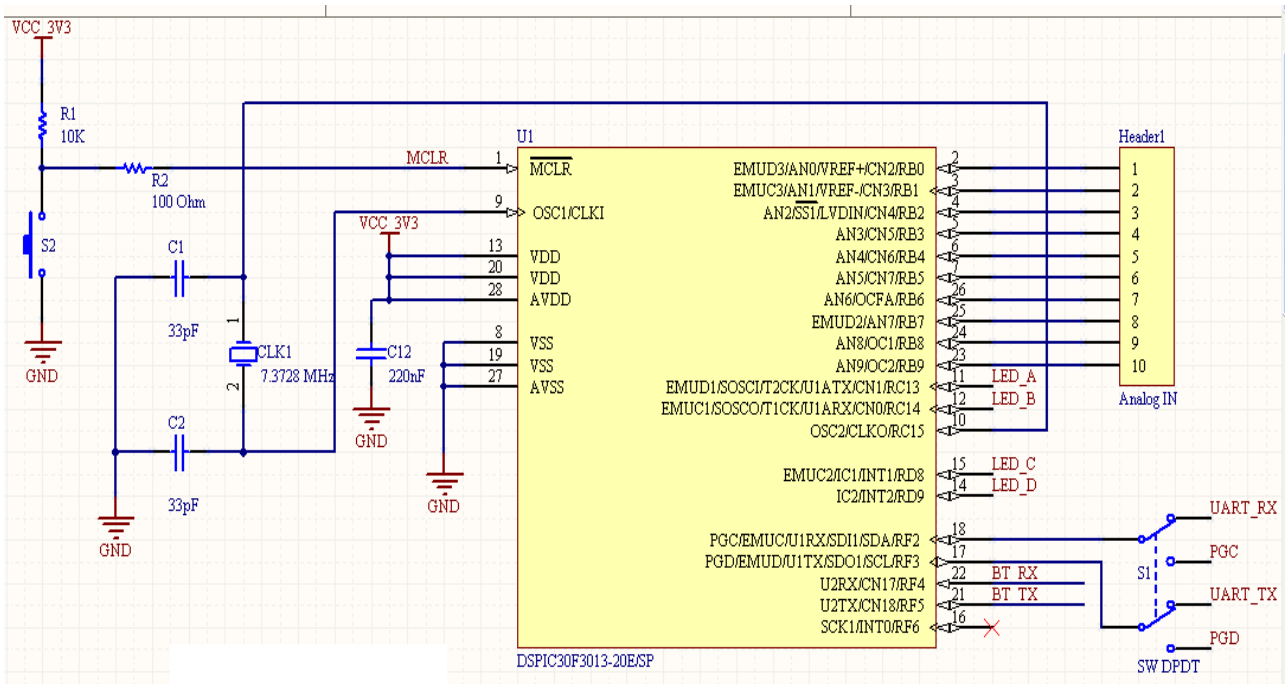 VCC_3V3
R1
10K
R2
100 Ohm
S2
GND
C1
33pF
C2
33pF
GND
1
CLK1
7.3728 MHz
2
MCLR
VCC_3V3
C12
220nF
GND
GND
U1
1 MCLR
9 OSC1/CLKI
13 VDD
20 VDD
28 AVDD
8 VSS
19 VSS
27 AVSS
EMUD3/AN0/VREF+/CN2/RB0 2
EMUC3/AN1/VREF-/CN3/RB1 3
AN2/SS1/LVDIN/CN4/RB2 4
AN3/CN5/RB3 5
AN4/CN6/RB4 6
AN5/CN7/RB5 7
AN6/OCFA/RB6 26
EMUD2/AN7/RB7 25
AN8/OC1/RB8 24
AN9/OC2/RB9 23
EMUD1/SOSCI/T2CK/U1ATX/CN1/RC13 11 LED_A
EMUC1/SOSCO/T1CK/U1ARX/CN0/RC14 12 LED_B
OSC2/CLKO/RC15 10
EMUC2/IC1/INT1/RD8 15 LED_C
IC2/INT2/RD9 14 LED_D
PGC/EMUC/U1RX/SDI1/SDA/RF2 18
PGD/EMUD/U1TX/SDO1/SCL/RF3 17
U2RX/CN17/RF4 22 BT_RX
U2TX/CN18/RF5 21 BT_TX
SCK1/INT0/RF6 16
DSPIC30F3013-20E/SP
Header1
1
2
3
4
5
6
7
8
9
10
Analog IN
UART_RX
PGC
S1
UART_TX
PGD
SW DPDT